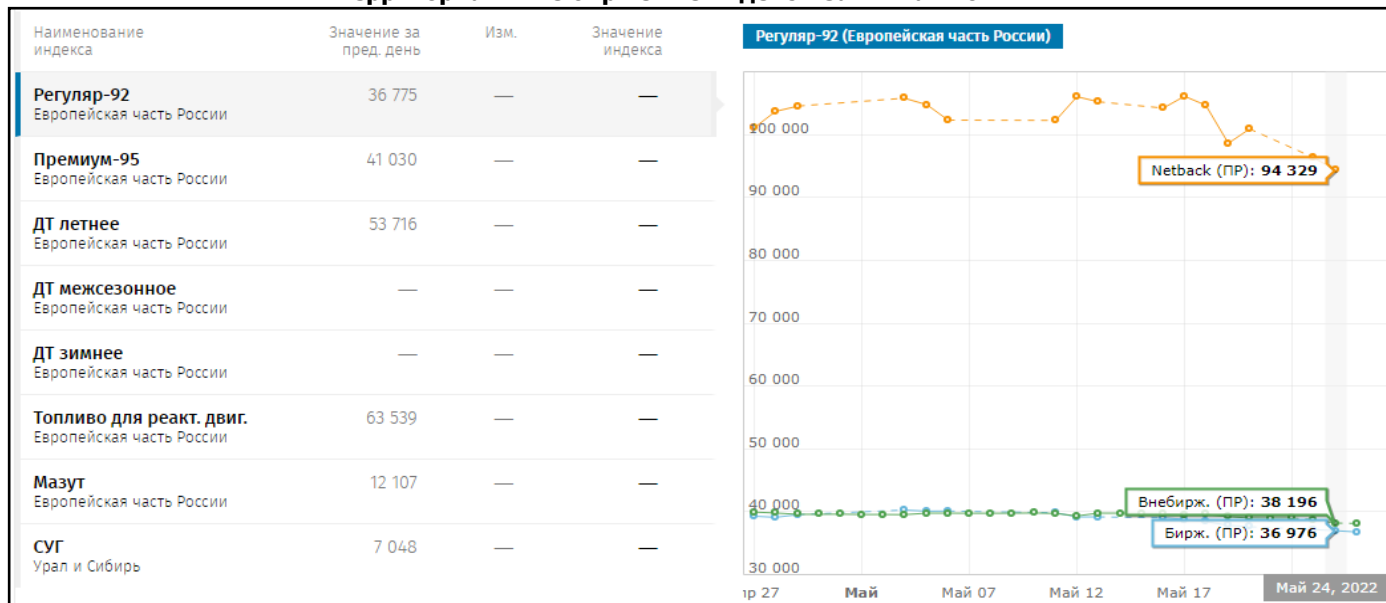 Наименование индекса
Значение за пред. день
Изм.
Значение индекса
Регуляр-92
Европейская часть России
36 775 — —
Премиум-95
Европейская часть России
41 030 — —
ДТ летнее
Европейская часть России
53 716 — —
ДТ межсезонное
Европейская часть России
— — —
ДТ зимнее
Европейская часть России
— — —
Топливо для реакт. двиг.
Европейская часть России
63 539 — —
Мазут
Европейская часть России
12 107 — —
СУГ
Урал и Сибирь
7 048 — —
Регуляр-92 (Европейская часть России)
100 000
Netback (ПР): 94 329
90 000
80 000
70 000
60 000
50 000
40 000
Внебирж. (ПР): 38 196
Бирж. (ПР): 36 976
30 000
пр 27 Май Май 07 Май 12 Май 17 Май 24, 2022